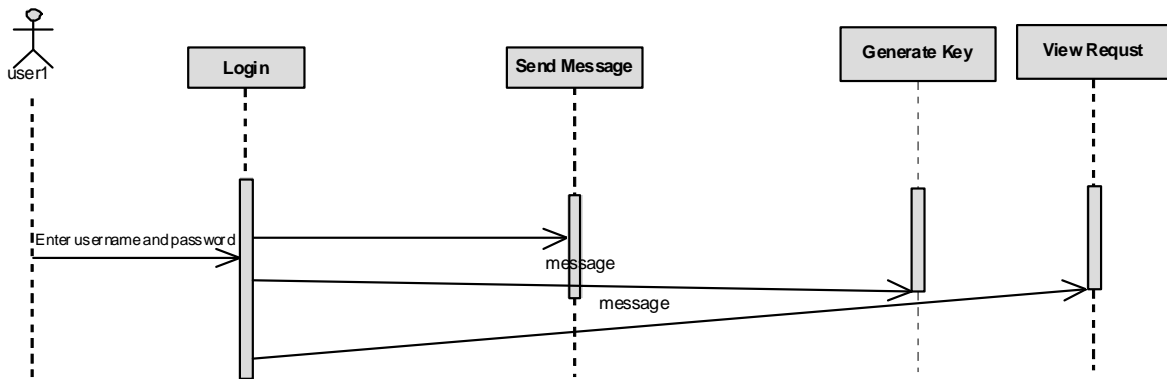 user1
Login
Send Message
Generate Key
View Requst
Enter username and password
message
message